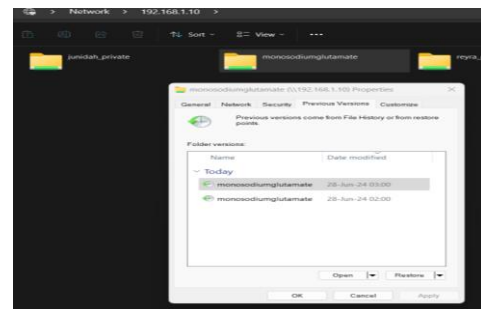 > Network > 192.168.1.10 >
Sort View ...
junidah_private monosodiumglutamate reyra_
monosodiumglutamate (\\192.168.1.10) Properties
General Network Security Previous Versions Customize
Previous versions come from File History or from restore
points.
Folder versions:
Name Date modified
Today
monosodiumglutamate 28-Jun-24 03:00
monosodiumglutamate 28-Jun-24 02:00
Open Restore
OK Cancel Apply